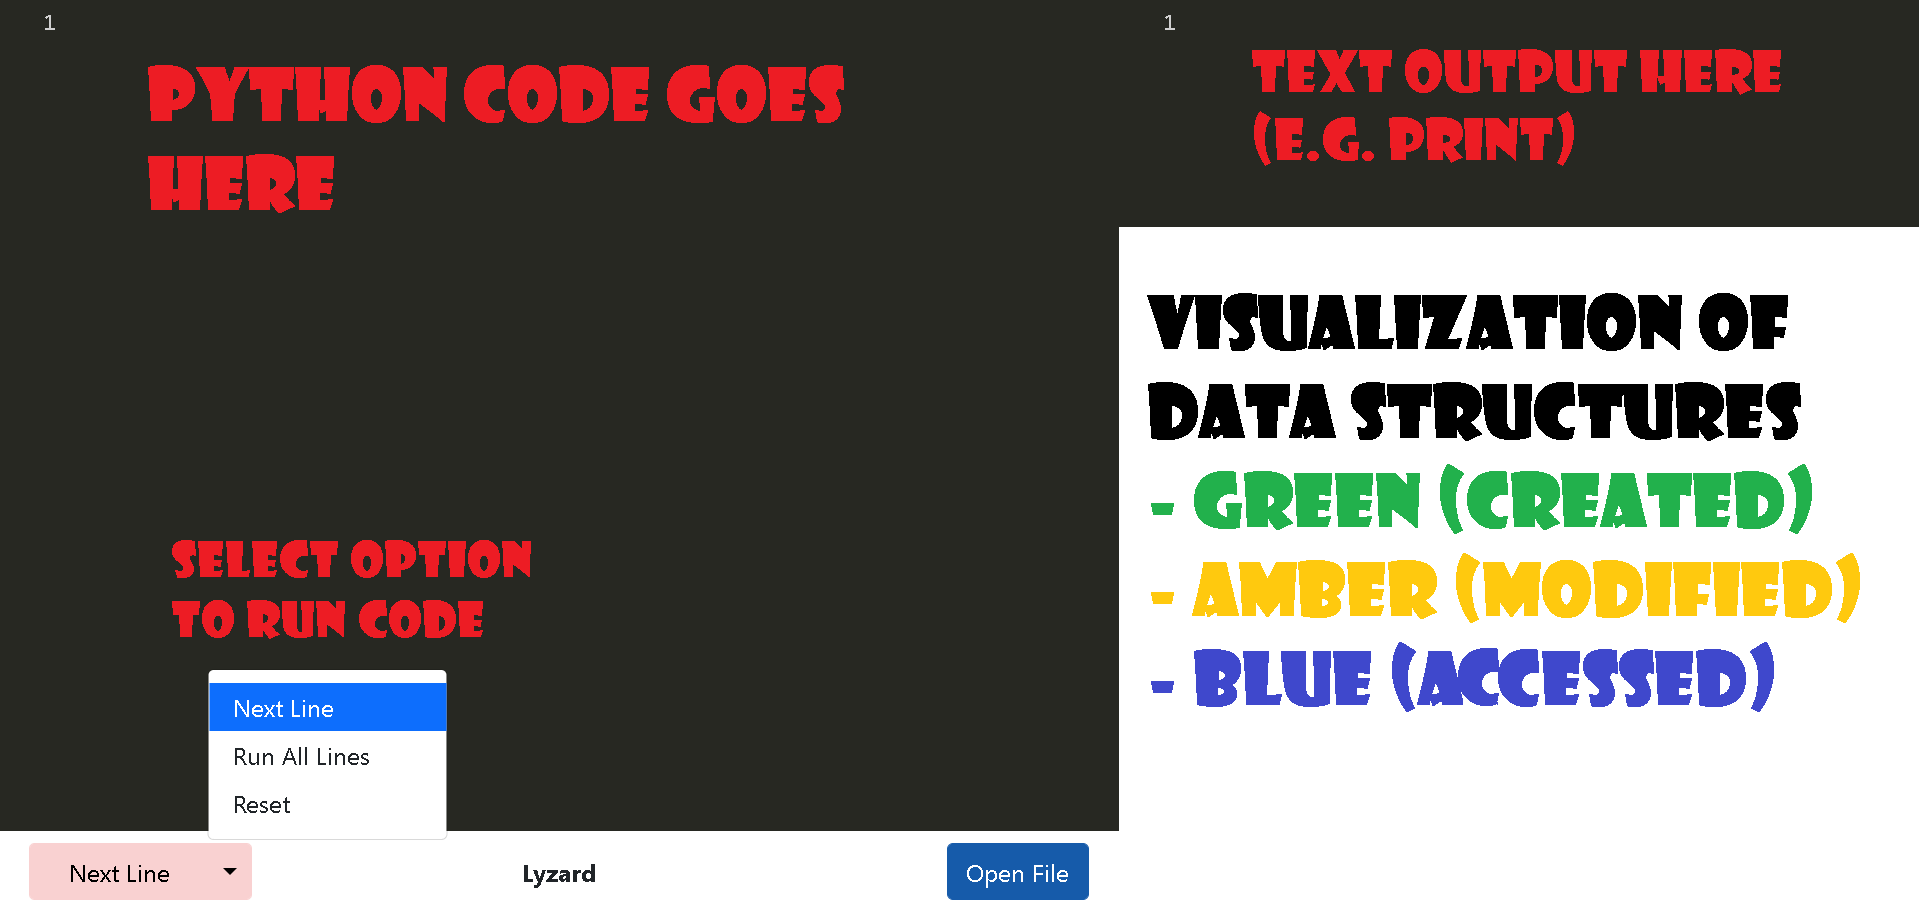 1
PYTHON CODE GOES
HERE
SELECT OPTION
TO RUN CODE
Next Line
Run All Lines
Reset
Next Line
Lyzard
Open File
1
TEXT OUTPUT HERE
(E.G. PRINT)
VISUALIZATION OF
DATA STRUCTURES
- GREEN (CREATED)
- AMBER (MODIFIED)
- BLUE (ACCESSED)